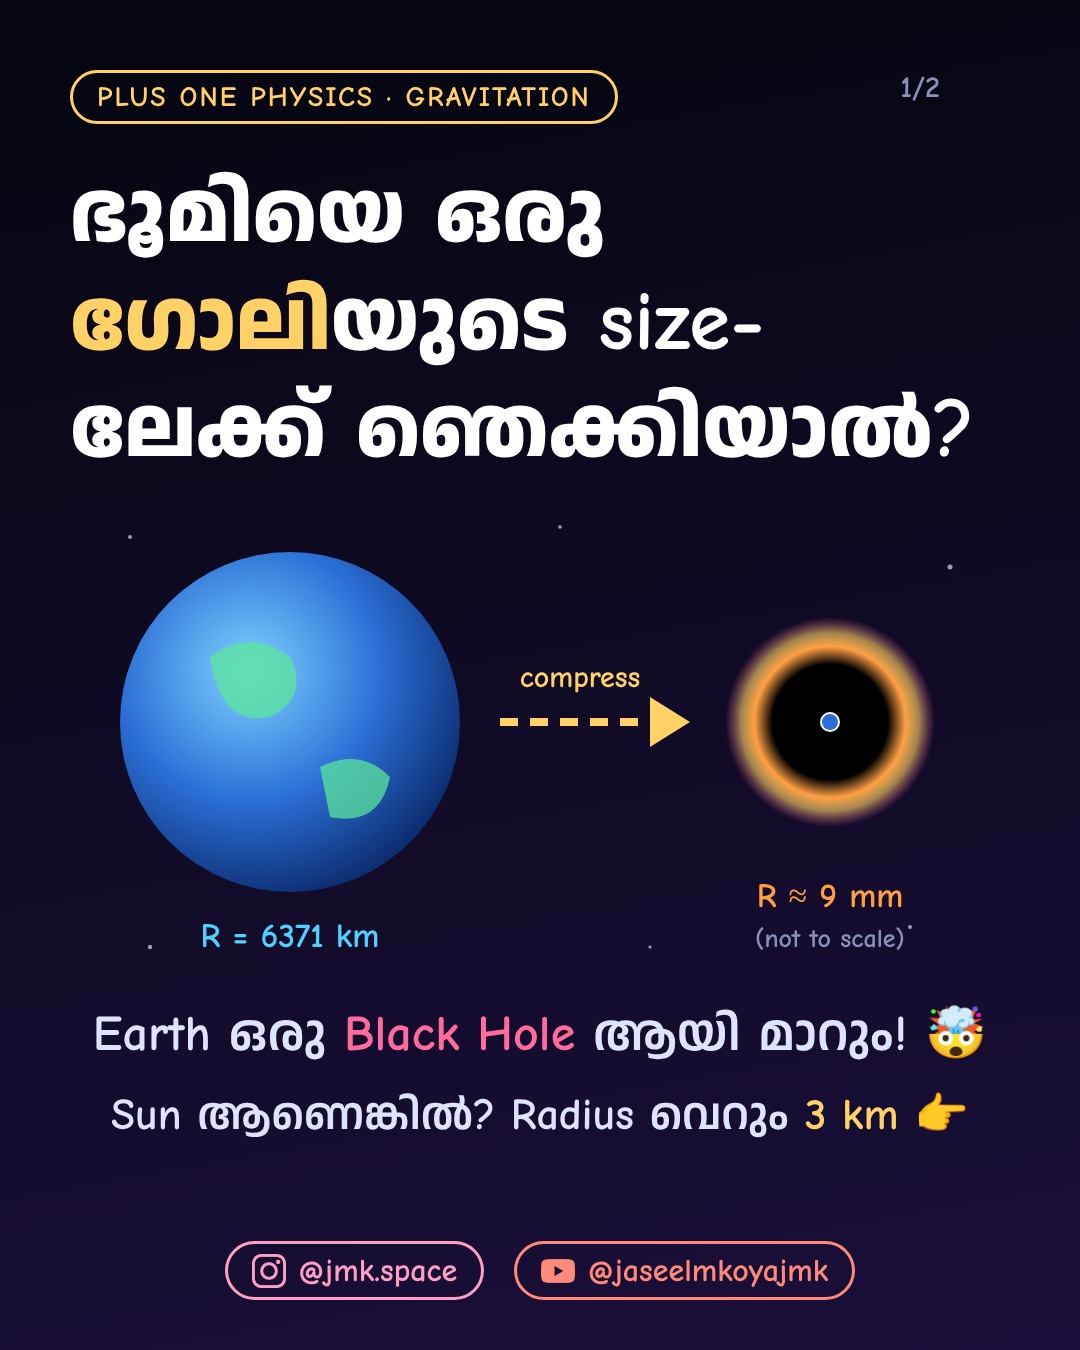 PLUS ONE PHYSICS · GRAVITATION
1/2
ഭൂമിയെ ഒരു
ഗോലിയുടെ size-
ലേക്ക് ഞെക്കിയാൽ?
compress
R ≈ 9 mm
(not to scale)
R = 6371 km
Earth ഒരു Black Hole ആയി മാറും! 🤯
Sun ആണെങ്കിൽ? Radius വെറും 3 km 👉
@jmk.space
@jaseelmkoyajmk